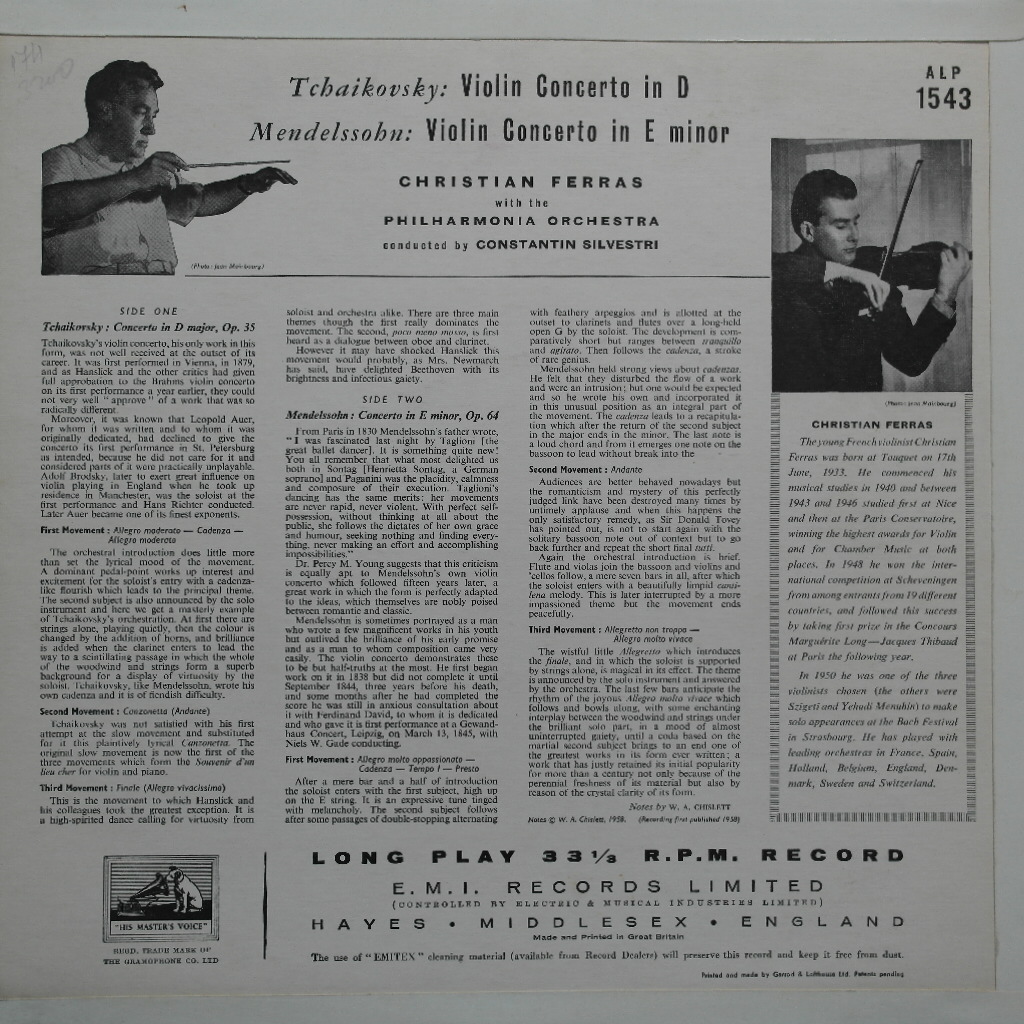 Tchaikovsky: Violin Concerto in D
Mendelssohn: Violin Concerto in E minor
CHRISTIAN FERRAS
with the
PHILHARMONIA ORCHESTRA
conducted by CONSTANTIN SILVESTRI
ALP
1543
(Photo: Jean Mainbourg)
SIDE ONE
Tchaikovsky : Concerto in D major, Op. 35
Tchaikovsky's violin concerto, his only work in this
form, was not well received at the outset of its
career. It was first performed in Vienna, in 1879,
and as Hanslick and the other critics had given
full approbation to the Brahms violin concerto
on its first performance a year earlier, they could
not very well "approve" of a work that was so
radically different.
Moreover, it was known that Leopold Auer,
for whom it was written and to whom it was
originally dedicated, had declined to give the
concerto its first performance in St. Petersburg
as intended, because he did not care for it and
considered parts of it were practically unplayable.
Adolf Brodsky, later to exert great influence on
violin playing in England when he took up
residence in Manchester, was the soloist at the
first performance and Hans Richter conducted.
Later Auer became one of its finest exponents.
First Movement : Allegro moderato — Cadenza —
Allegro moderato
The orchestral introduction does little more
than set the lyrical mood of the movement.
A dominant pedal-point works up interest and
excitement for the soloist's entry with a cadenza-
like flourish which leads to the principal theme.
The second subject is also announced by the solo
instrument and here we get a masterly example
of Tchaikovsky's orchestration. At first there are
strings alone, playing quietly, then the colour is
changed by the addition of horns, and brilliance
is added when the clarinet enters to lead the
way to a scintillating passage in which the whole
of the woodwind and strings form a superb
background for a display of virtuosity by the
soloist. Tchaikovsky, like Mendelssohn, wrote his
own cadenza and it is of fiendish difficulty.
Second Movement : Canzonetta (Andante)
Tchaikovsky was not satisfied with his first
attempt at the slow movement and substituted
for it this plaintively lyrical Canzonetta. The
original slow movement is now the first of the
three movements which form the Souvenir d'un
lieu cher for violin and piano.
Third Movement : Finale (Allegro vivacissimo)
This is the movement to which Hanslick and
his colleagues took the greatest exception. It is
a high-spirited dance calling for virtuosity from
soloist and orchestra alike. There are three main
themes though the first really dominates the
movement. The second, poco meno mosso, is first
heard as a dialogue between oboe and clarinet.
However it may have shocked Hanslick this
movement would probably, as Mrs. Newmarch
has said, have delighted Beethoven with its
brightness and infectious gaiety.
SIDE TWO
Mendelssohn : Concerto in E minor, Op. 64
From Paris in 1830 Mendelssohn's father wrote,
"I was fascinated last night by Taglioni [the
great ballet dancer]. It is something quite new!
You all remember that what most delighted us
both in Sontag [Henrietta Sontag, a German
soprano] and Paganini was the placidity, calmness
and composure of their execution. Taglioni's
dancing has the same merits: her movements
are never rapid, never violent. With perfect self-
possession, without thinking at all about the
public, she follows the dictates of her own grace
and humour, seeking nothing and finding every-
thing, never making an effort and accomplishing
impossibilities."
Dr. Percy M. Young suggests that this criticism
is equally apt to Mendelssohn's own violin
concerto which followed fifteen years later, a
great work in which the form is perfectly adapted
to the ideas, which themselves are nobly poised
between romantic and classic.
Mendelssohn is sometimes portrayed as a man
who wrote a few magnificent works in his youth
but outlived the brilliance of his early promise
and as a man to whom composition came very
easily. The violin concerto demonstrates these
to be but half-truths at the most. He first began
work on it in 1838 but did not complete it until
September 1844, three years before his death,
and some months after he had completed the
score he was still in anxious consultation about
it with Ferdinand David, to whom it is dedicated
and who gave it its first performance at a Gewand-
haus Concert, Leipzig, on March 13, 1845, with
Niels W. Gade conducting.
First Movement : Allegro molto appassionato —
Cadenza — Tempo I — Presto
After a mere bar and a half of introduction
the soloist enters with the first subject, high up
on the E string. It is an expressive tune tinged
with melancholy. The second subject follows
after some passages of double-stopping alternating
with feathery arpeggios and is allotted at the
outset to clarinets and flutes over a long-held
open G by the soloist. The development is com-
paratively short but ranges between tranquillo
and agitato. Then follows the cadenza, a stroke
of rare genius.
Mendelssohn held strong views about cadenzas.
He felt that they disturbed the flow of a work
and were an intrusion; but one would be expected
and so he wrote his own and incorporated it
in this unusual position as an integral part of
the movement. The cadenza leads to a recapitula-
tion which after the return of the second subject
in the major ends in the minor. The last note is
a loud chord and from it emerges one note on the
bassoon to lead without break into the
Second Movement : Andante
Audiences are better behaved nowadays but
the romanticism and mystery of this perfectly
judged link have been destroyed many times by
untimely applause and when this happens the
only satisfactory remedy, as Sir Donald Tovey
has pointed out, is not to start again with the
solitary bassoon note out of context but to go
back further and repeat the short final tutti.
Again the orchestral introduction is brief.
Flute and violas join the bassoon and violins and
'cellos follow, a mere seven bars in all, after which
the soloist enters with a beautifully limpid canti-
lena melody. This is later interrupted by a more
impassioned theme but the movement ends
peacefully.
Third Movement : Allegretto non troppo —
Allegro molto vivace
The wistful little Allegretto which introduces
the finale, and in which the soloist is supported
by strings alone, is magical in its effect. The theme
is announced by the solo instrument and answered
by the orchestra. The last few bars anticipate the
rhythm of the joyous Allegro molto vivace which
follows and bowls along, with some enchanting
interplay between the woodwind and strings under
the brilliant solo part, in a mood of almost
uninterrupted gaiety, until a coda based on the
martial second subject brings to an end one of
the greatest works in its form ever written; a
work that has justly retained its initial popularity
for more than a century not only because of the
perennial freshness of its material but also by
reason of the crystal clarity of its form.
Notes by W. A. CHISLETT
Notes © W. A. Chislett, 1958. (Recording first published 1958)
(Photo: Jean Mainbourg)
CHRISTIAN FERRAS
The young French violinist Christian
Ferras was born at Touquet on 17th
June, 1933. He commenced his
musical studies in 1940 and between
1943 and 1946 studied first at Nice
and then at the Paris Conservatoire,
winning the highest awards for Violin
and for Chamber Music at both
places. In 1948 he won the inter-
national competition at Scheveningen
from among entrants from 19 different
countries, and followed this success
by taking first prize in the Concours
Marguérite Long—Jacques Thibaud
at Paris the following year.
In 1950 he was one of the three
violinists chosen (the others were
Szigeti and Yehudi Menuhin) to make
solo appearances at the Bach Festival
in Strasbourg. He has played with
leading orchestras in France, Spain,
Holland, Belgium, England, Den-
mark, Sweden and Switzerland.
"HIS MASTER'S VOICE"
REGD. TRADE MARK OF
THE GRAMOPHONE CO. LTD
LONG PLAY 33⅓ R.P.M. RECORD
E.M.I. RECORDS LIMITED
(CONTROLLED BY ELECTRIC & MUSICAL INDUSTRIES LIMITED)
HAYES • MIDDLESEX • ENGLAND
Made and Printed in Great Britain
The use of "EMITEX" cleaning material (available from Record Dealers) will preserve this record and keep it free from dust.
Printed and made by Garrod & Lofthouse Ltd. Patents pending